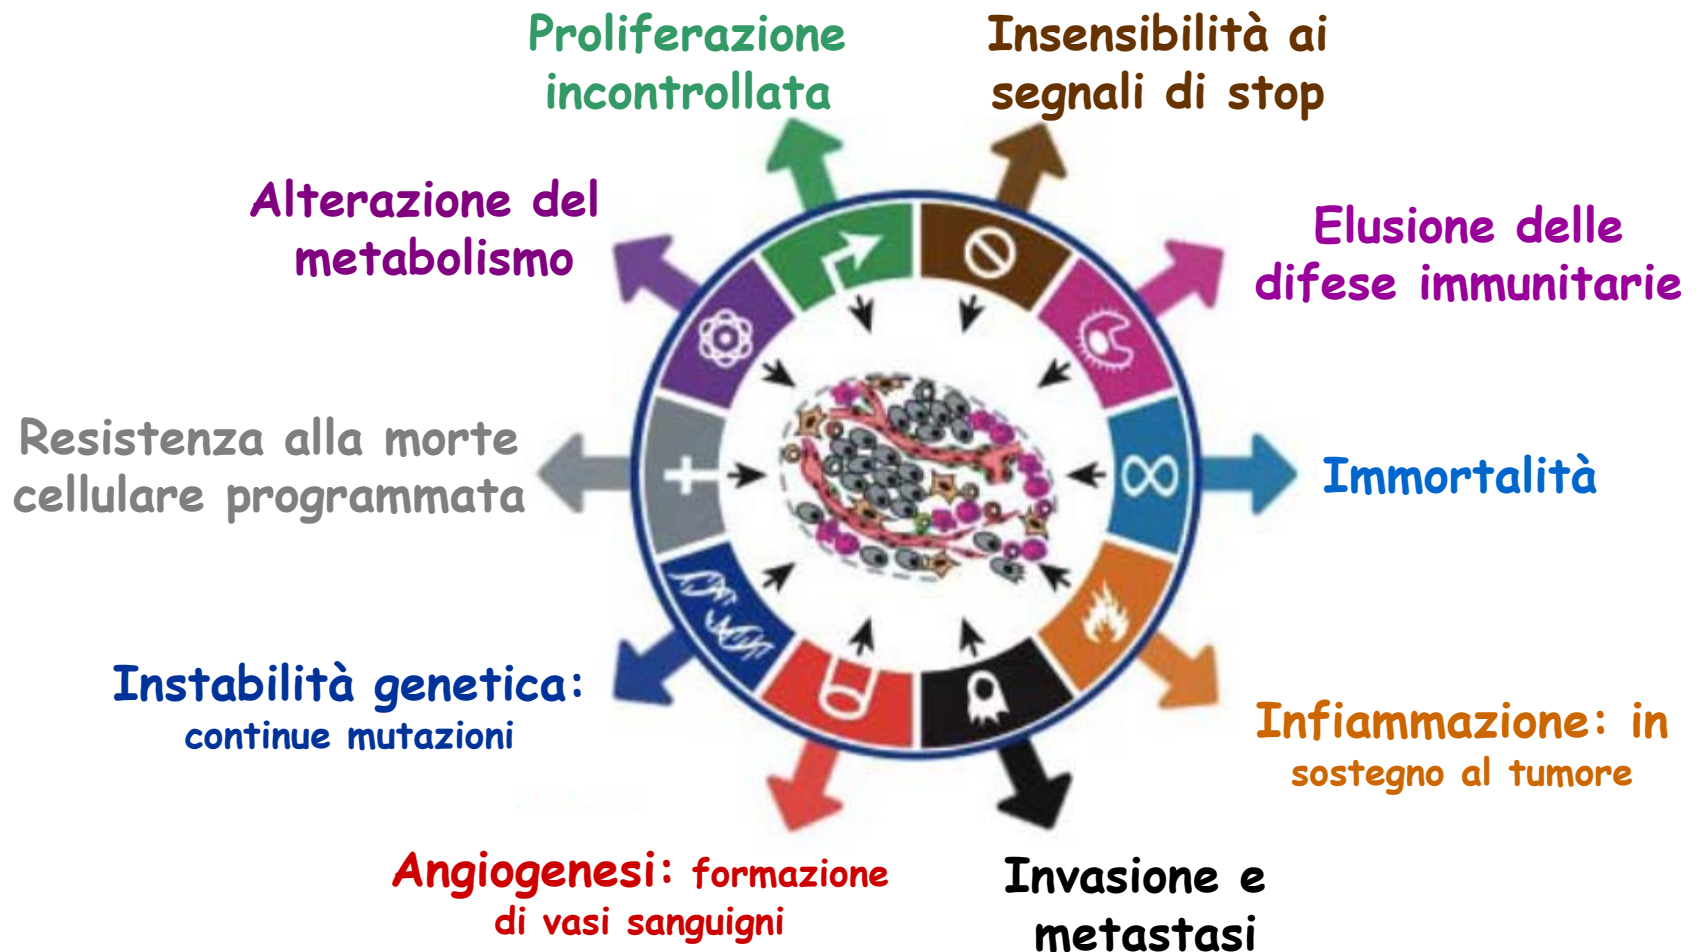 Proliferazione
incontrollata
Insensibilità ai
segnali di stop
Alterazione del
metabolismo
Elusione delle
difese immunitarie
Resistenza alla morte
cellulare programmata
Immortalità
Instabilità genetica:
continue mutazioni
Infiammazione: in
sostegno al tumore
Angiogenesi: formazione
di vasi sanguigni
Invasione e
metastasi